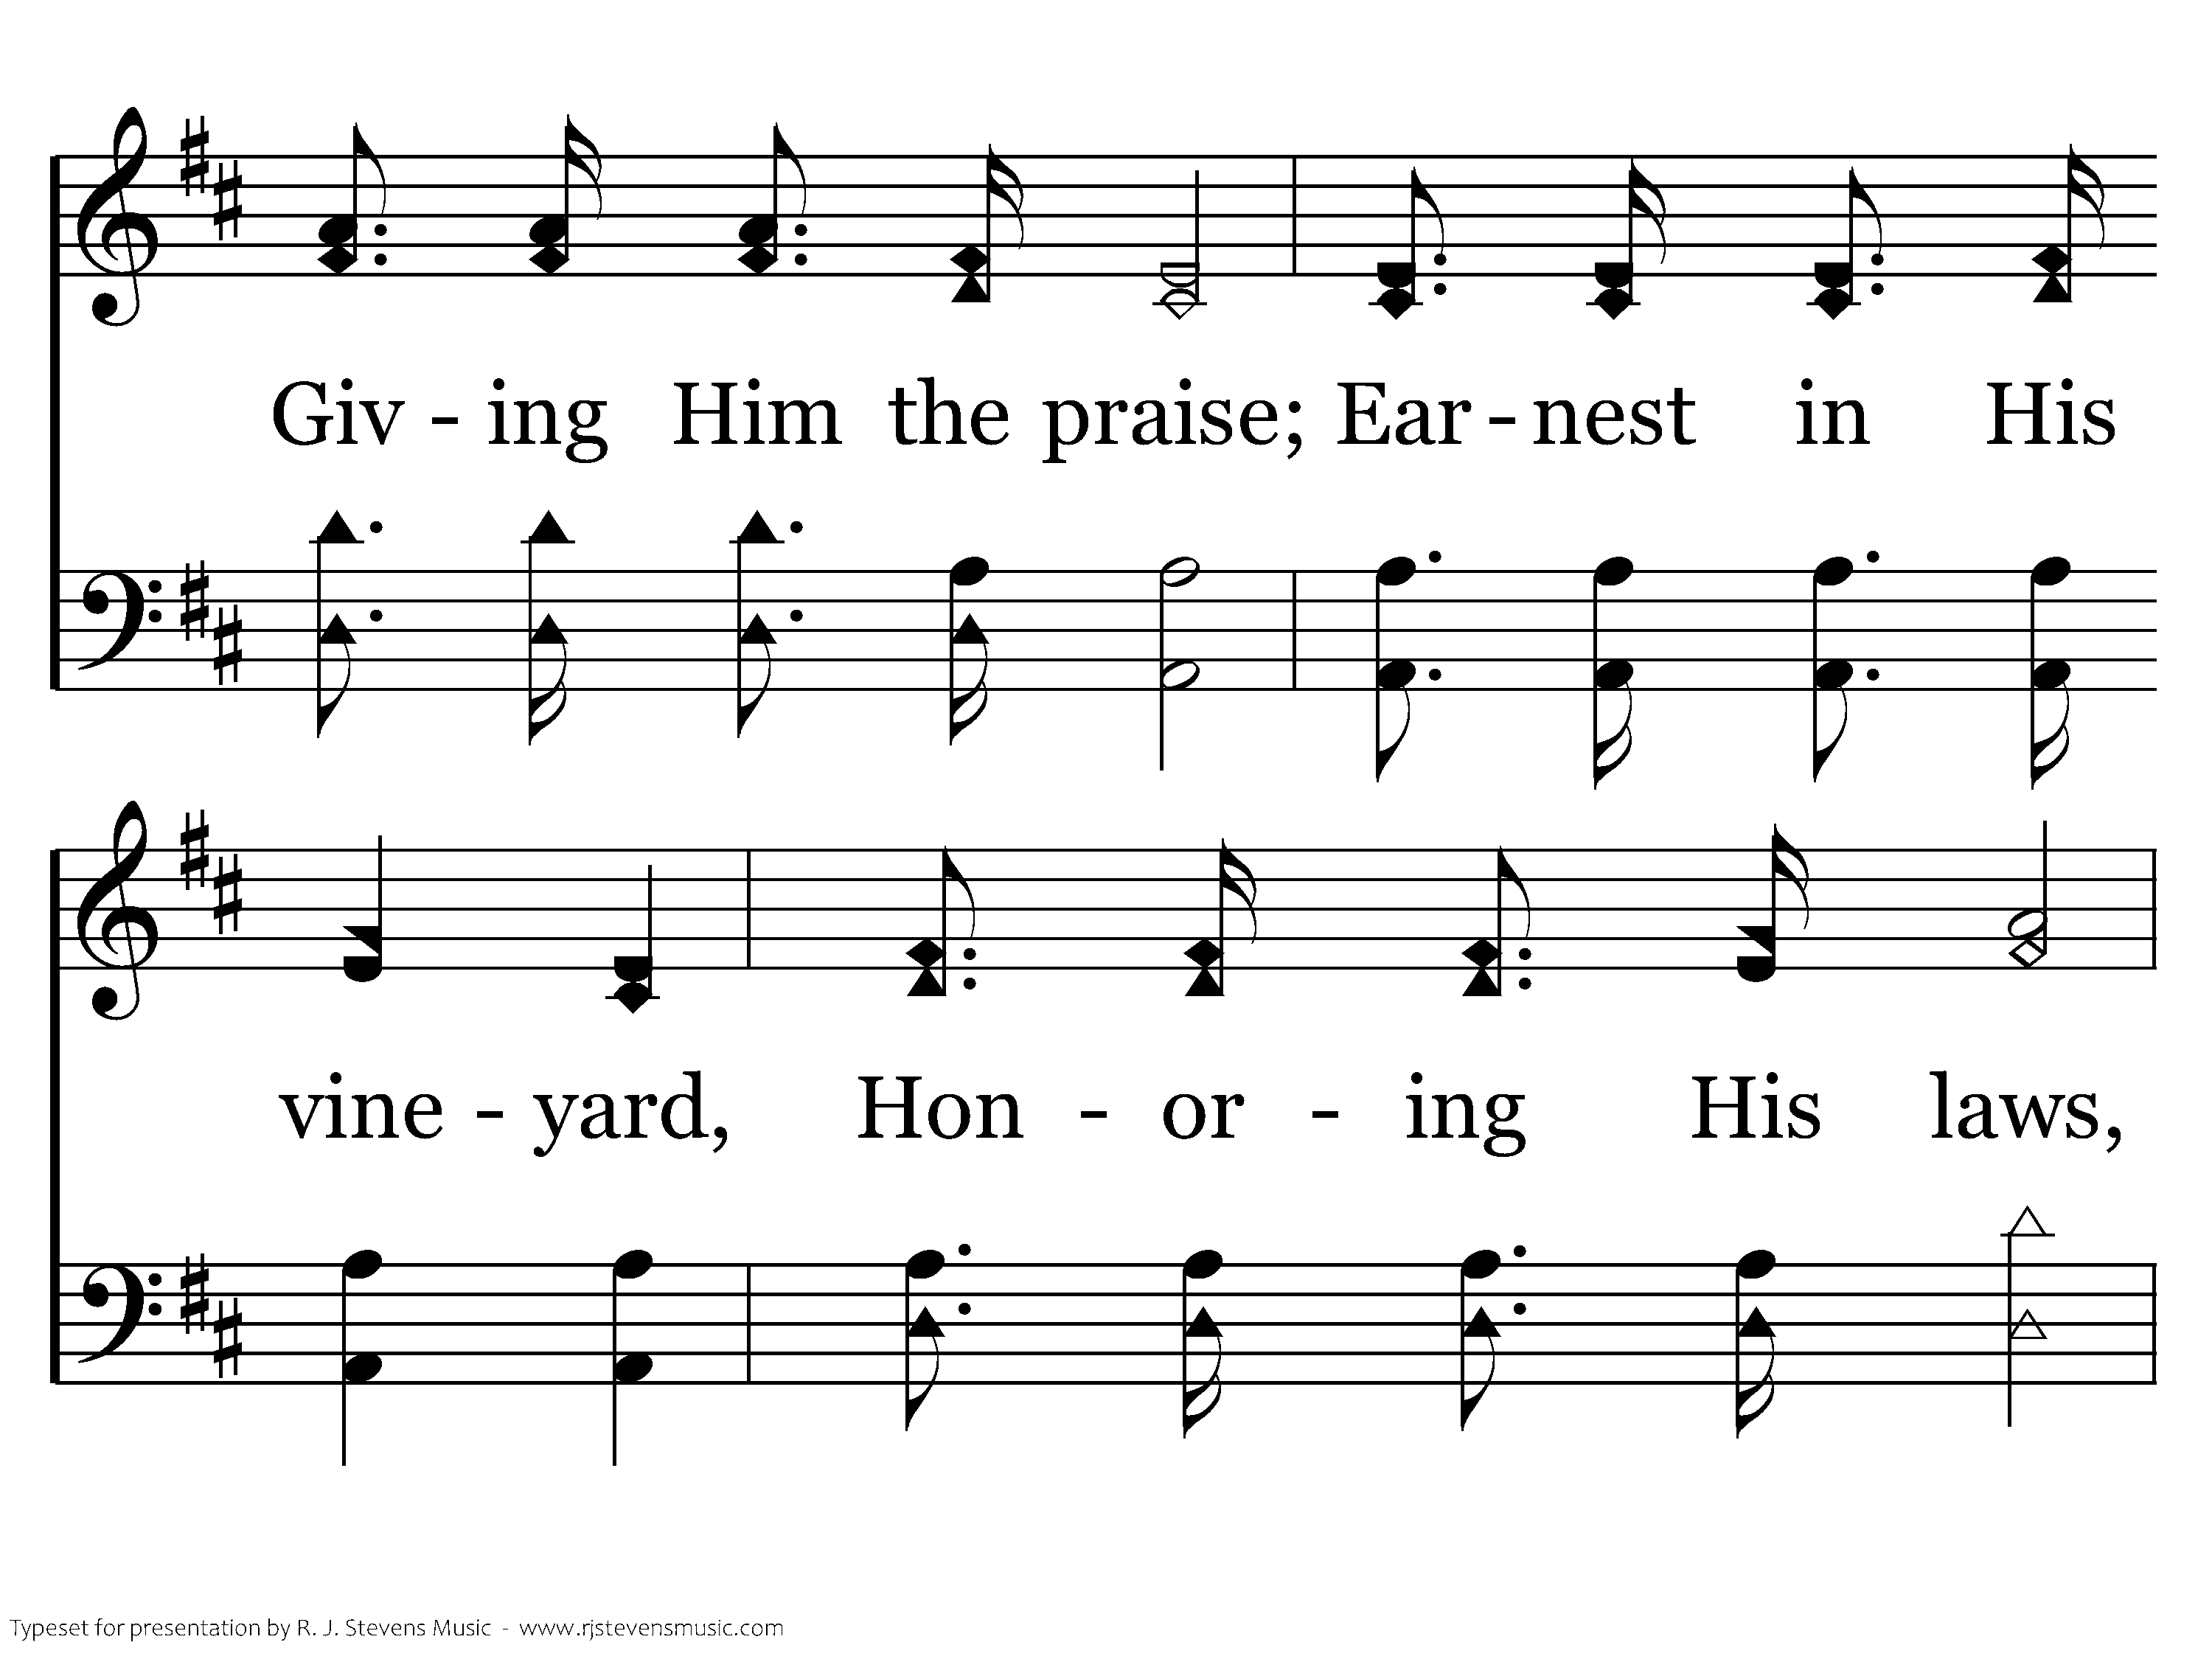 Giv - ing Him the praise; Ear - nest in His
vine - yard, Hon - or - ing His laws,
Typeset for presentation by R. J. Stevens Music - www.rjstevensmusic.com